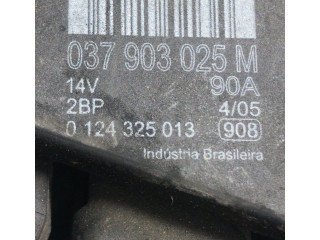 037 903 025 M
14V 90A
2BP 4/05
0 124 325 013 908
Indústria Brasileira